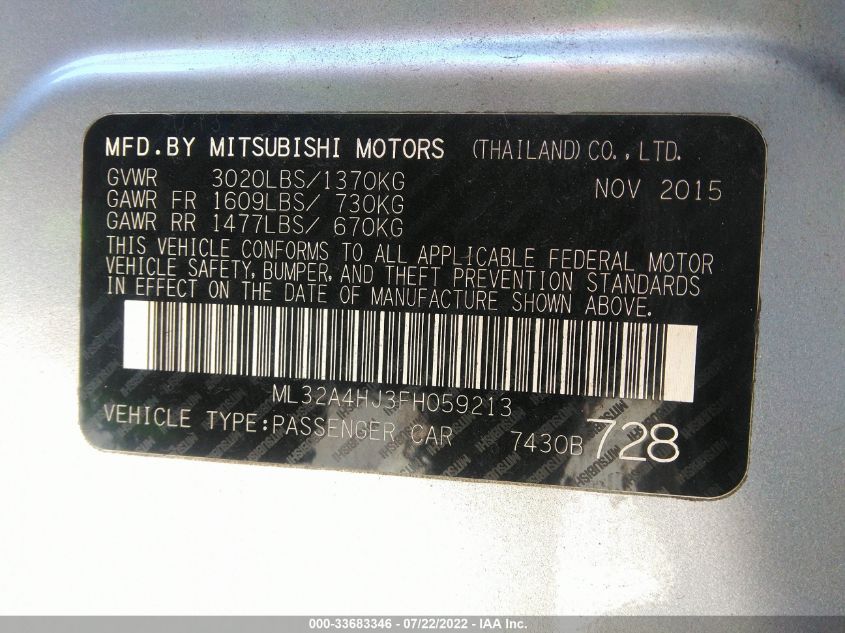 MFD.BY MITSUBISHI MOTORS (THAILAND) CO., LTD.
GVWR 3020LBS/1370KG NOV 2015
GAWR FR 1609LBS/ 730KG
GAWR RR 1477LBS/ 670KG
THIS VEHICLE CONFORMS TO ALL APPLICABLE FEDERAL MOTOR
VEHICLE SAFETY, BUMPER, AND THEFT PREVENTION STANDARDS
IN EFFECT ON THE DATE OF MANUFACTURE SHOWN ABOVE.
ML32A4HJ3FH059213
VEHICLE TYPE:PASSENGER CAR 7430B 728
000-33683346 - 07/22/2022 - © IAA Inc.